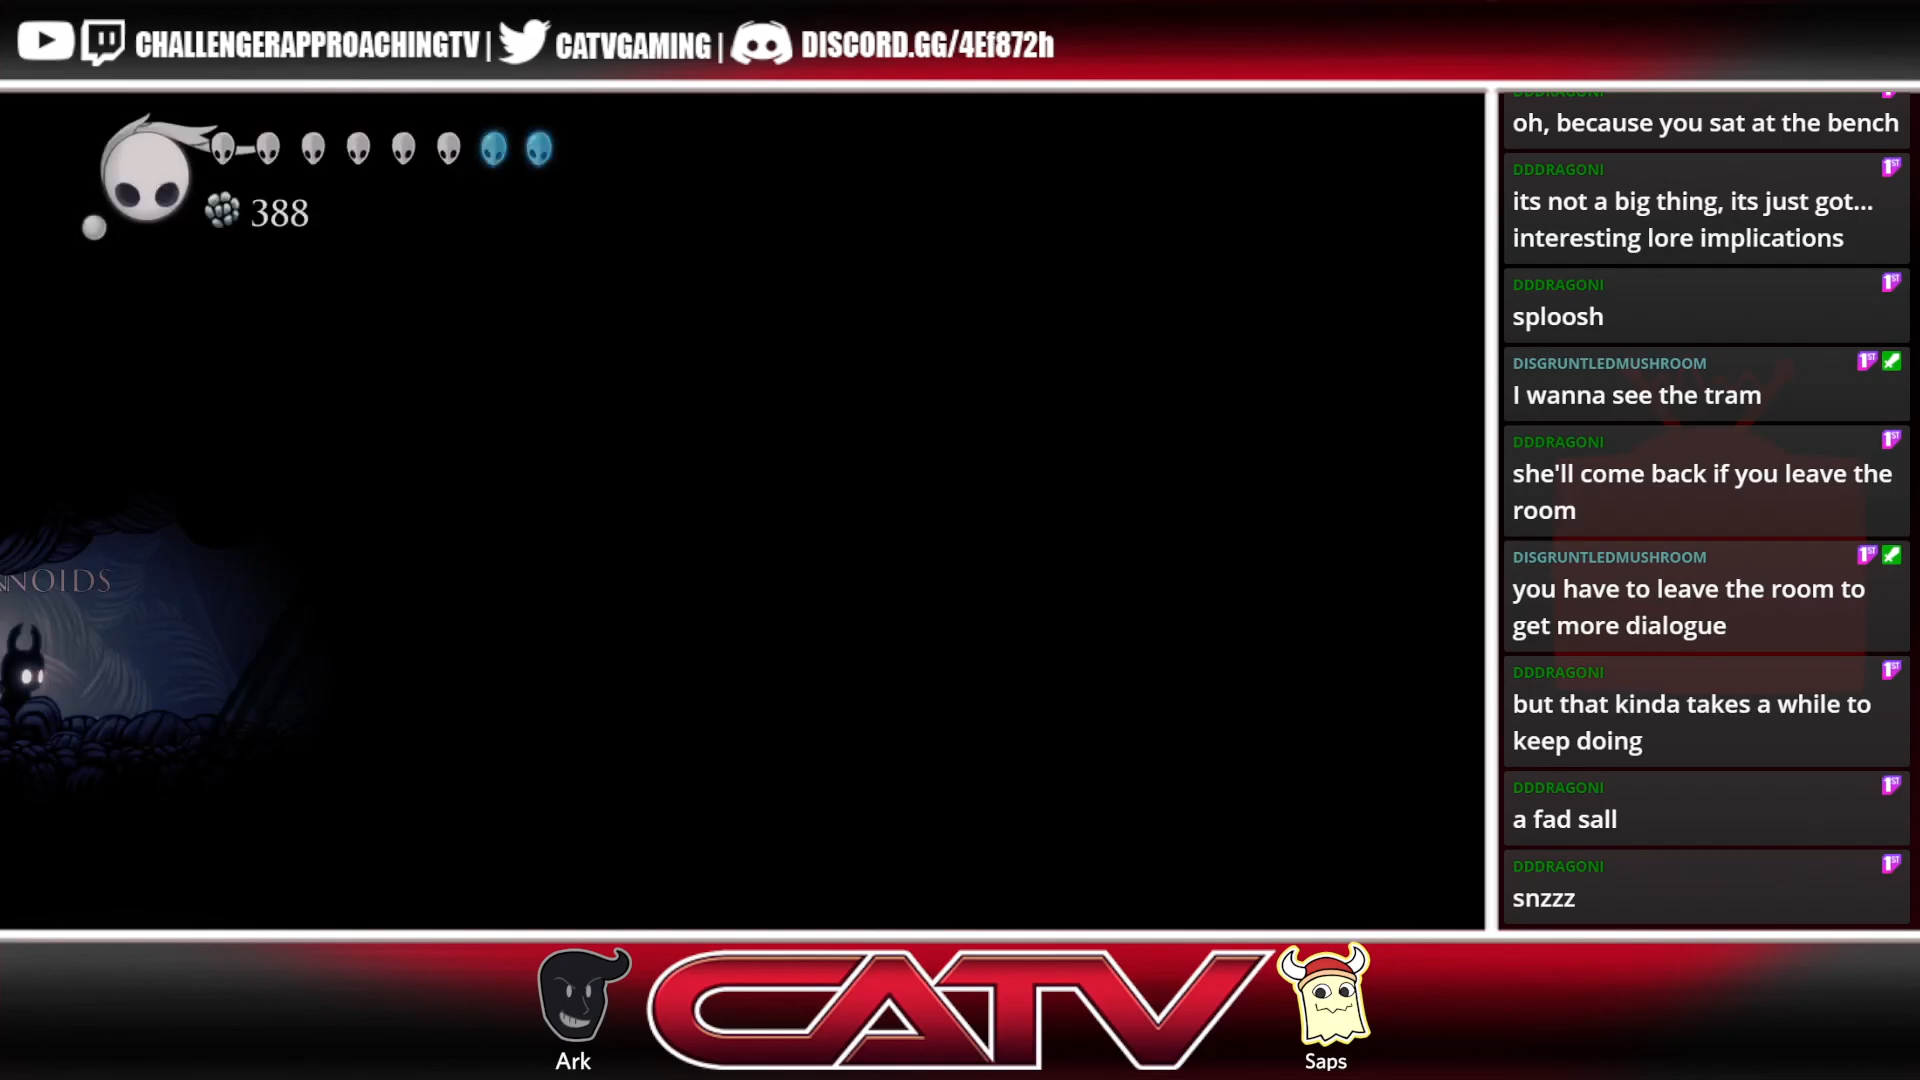 CHALLENGERAPPROACHINGTV | CATVGAMING | DISCORD.GG/4Ef872h
388
NNOIDS
DDDRAGONI
oh, because you sat at the bench
DDDRAGONI
its not a big thing, its just got...
interesting lore implications
DDDRAGONI
sploosh
DISGRUNTLEDMUSHROOM
I wanna see the tram
DDDRAGONI
she'll come back if you leave the
room
DISGRUNTLEDMUSHROOM
you have to leave the room to
get more dialogue
DDDRAGONI
but that kinda takes a while to
keep doing
DDDRAGONI
a fad sall
DDDRAGONI
snzzz
Ark
CATV
Saps